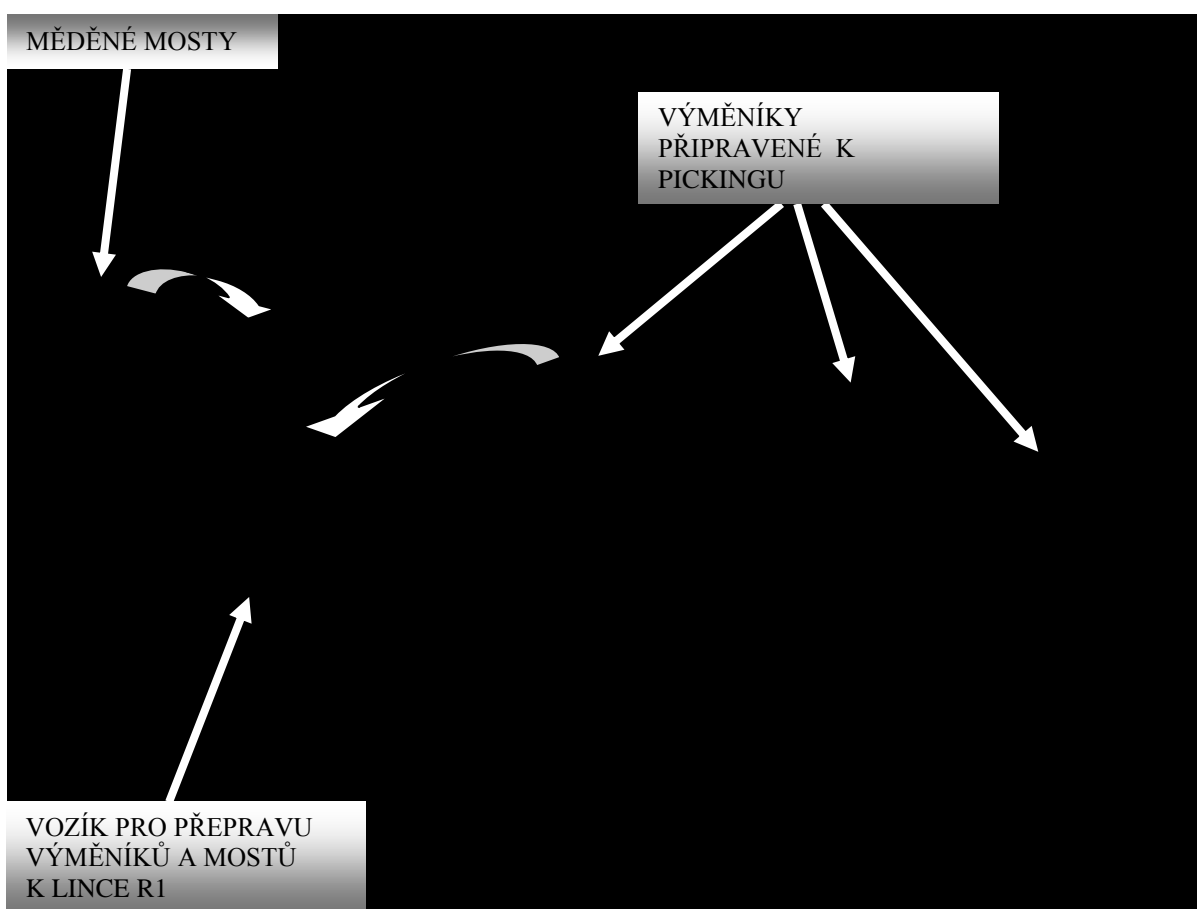 MĚDĚNÉ MOSTY
VÝMĚNÍKY
PŘIPRAVENÉ K
PICKINGU
VOZÍK PRO PŘEPRAVU
VÝMĚNÍKŮ A MOSTŮ
K LINCE R1